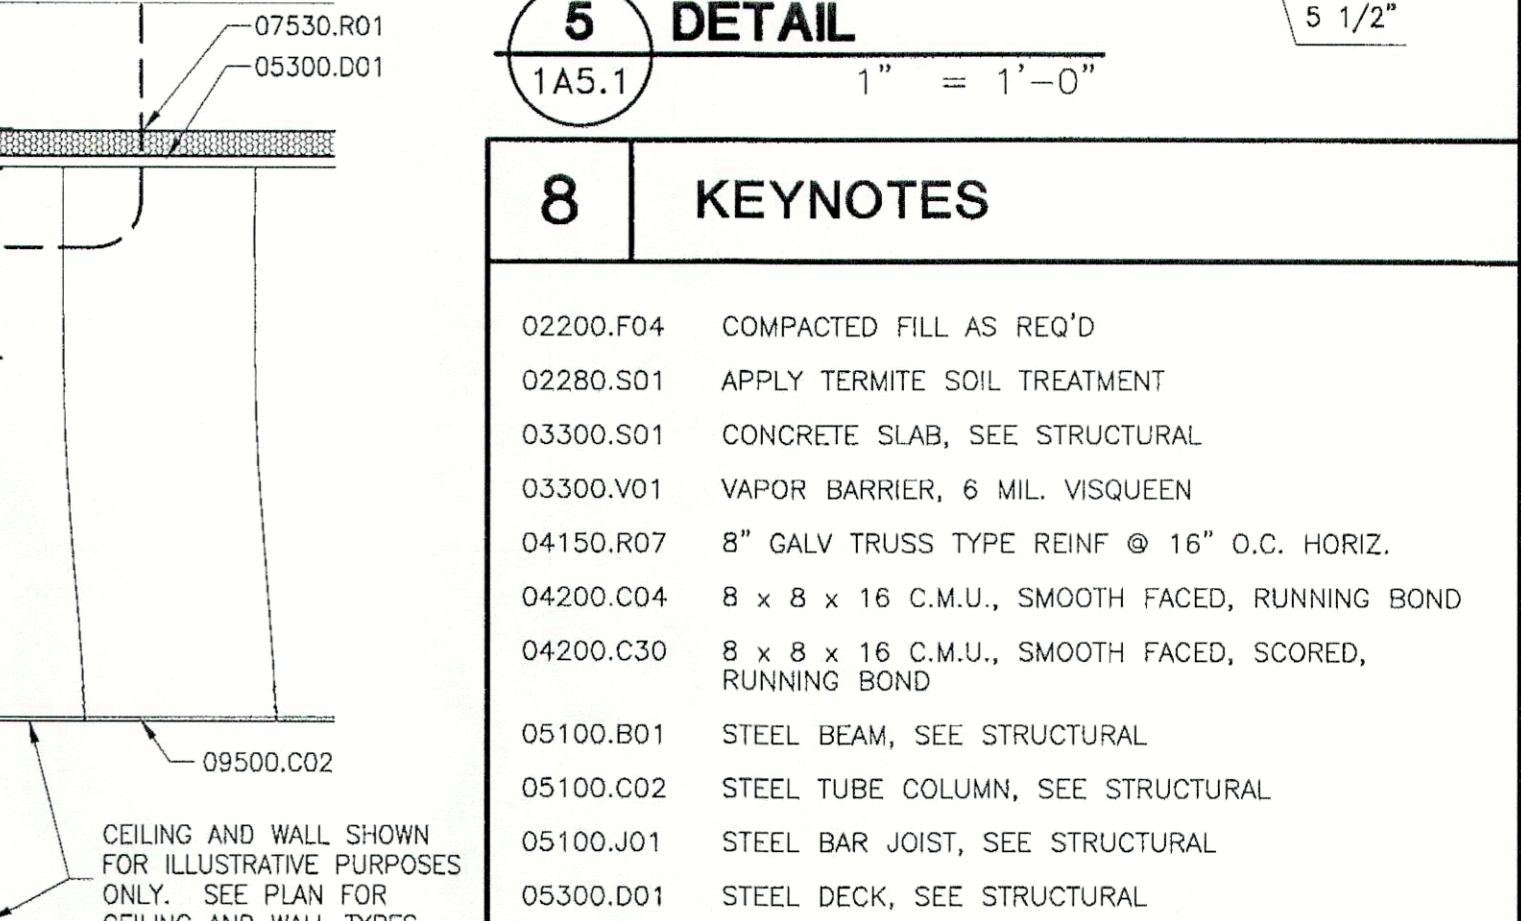 07530.R01
05300.D01
5 DETAIL
1A5.1 1" = 1'-0"
5 1/2"
8 KEYNOTES
02200.F04 COMPACTED FILL AS REQ'D
02280.S01 APPLY TERMITE SOIL TREATMENT
03300.S01 CONCRETE SLAB, SEE STRUCTURAL
03300.V01 VAPOR BARRIER, 6 MIL. VISQUEEN
04150.R07 8" GALV TRUSS TYPE REINF @ 16" O.C. HORIZ.
04200.C04 8 x 8 x 16 C.M.U., SMOOTH FACED, RUNNING BOND
04200.C30 8 x 8 x 16 C.M.U., SMOOTH FACED, SCORED,
RUNNING BOND
05100.B01 STEEL BEAM, SEE STRUCTURAL
05100.C02 STEEL TUBE COLUMN, SEE STRUCTURAL
05100.J01 STEEL BAR JOIST, SEE STRUCTURAL
05300.D01 STEEL DECK, SEE STRUCTURAL
09500.C02
CEILING AND WALL SHOWN
FOR ILLUSTRATIVE PURPOSES
ONLY. SEE PLAN FOR
CEILING AND WALL TYPES